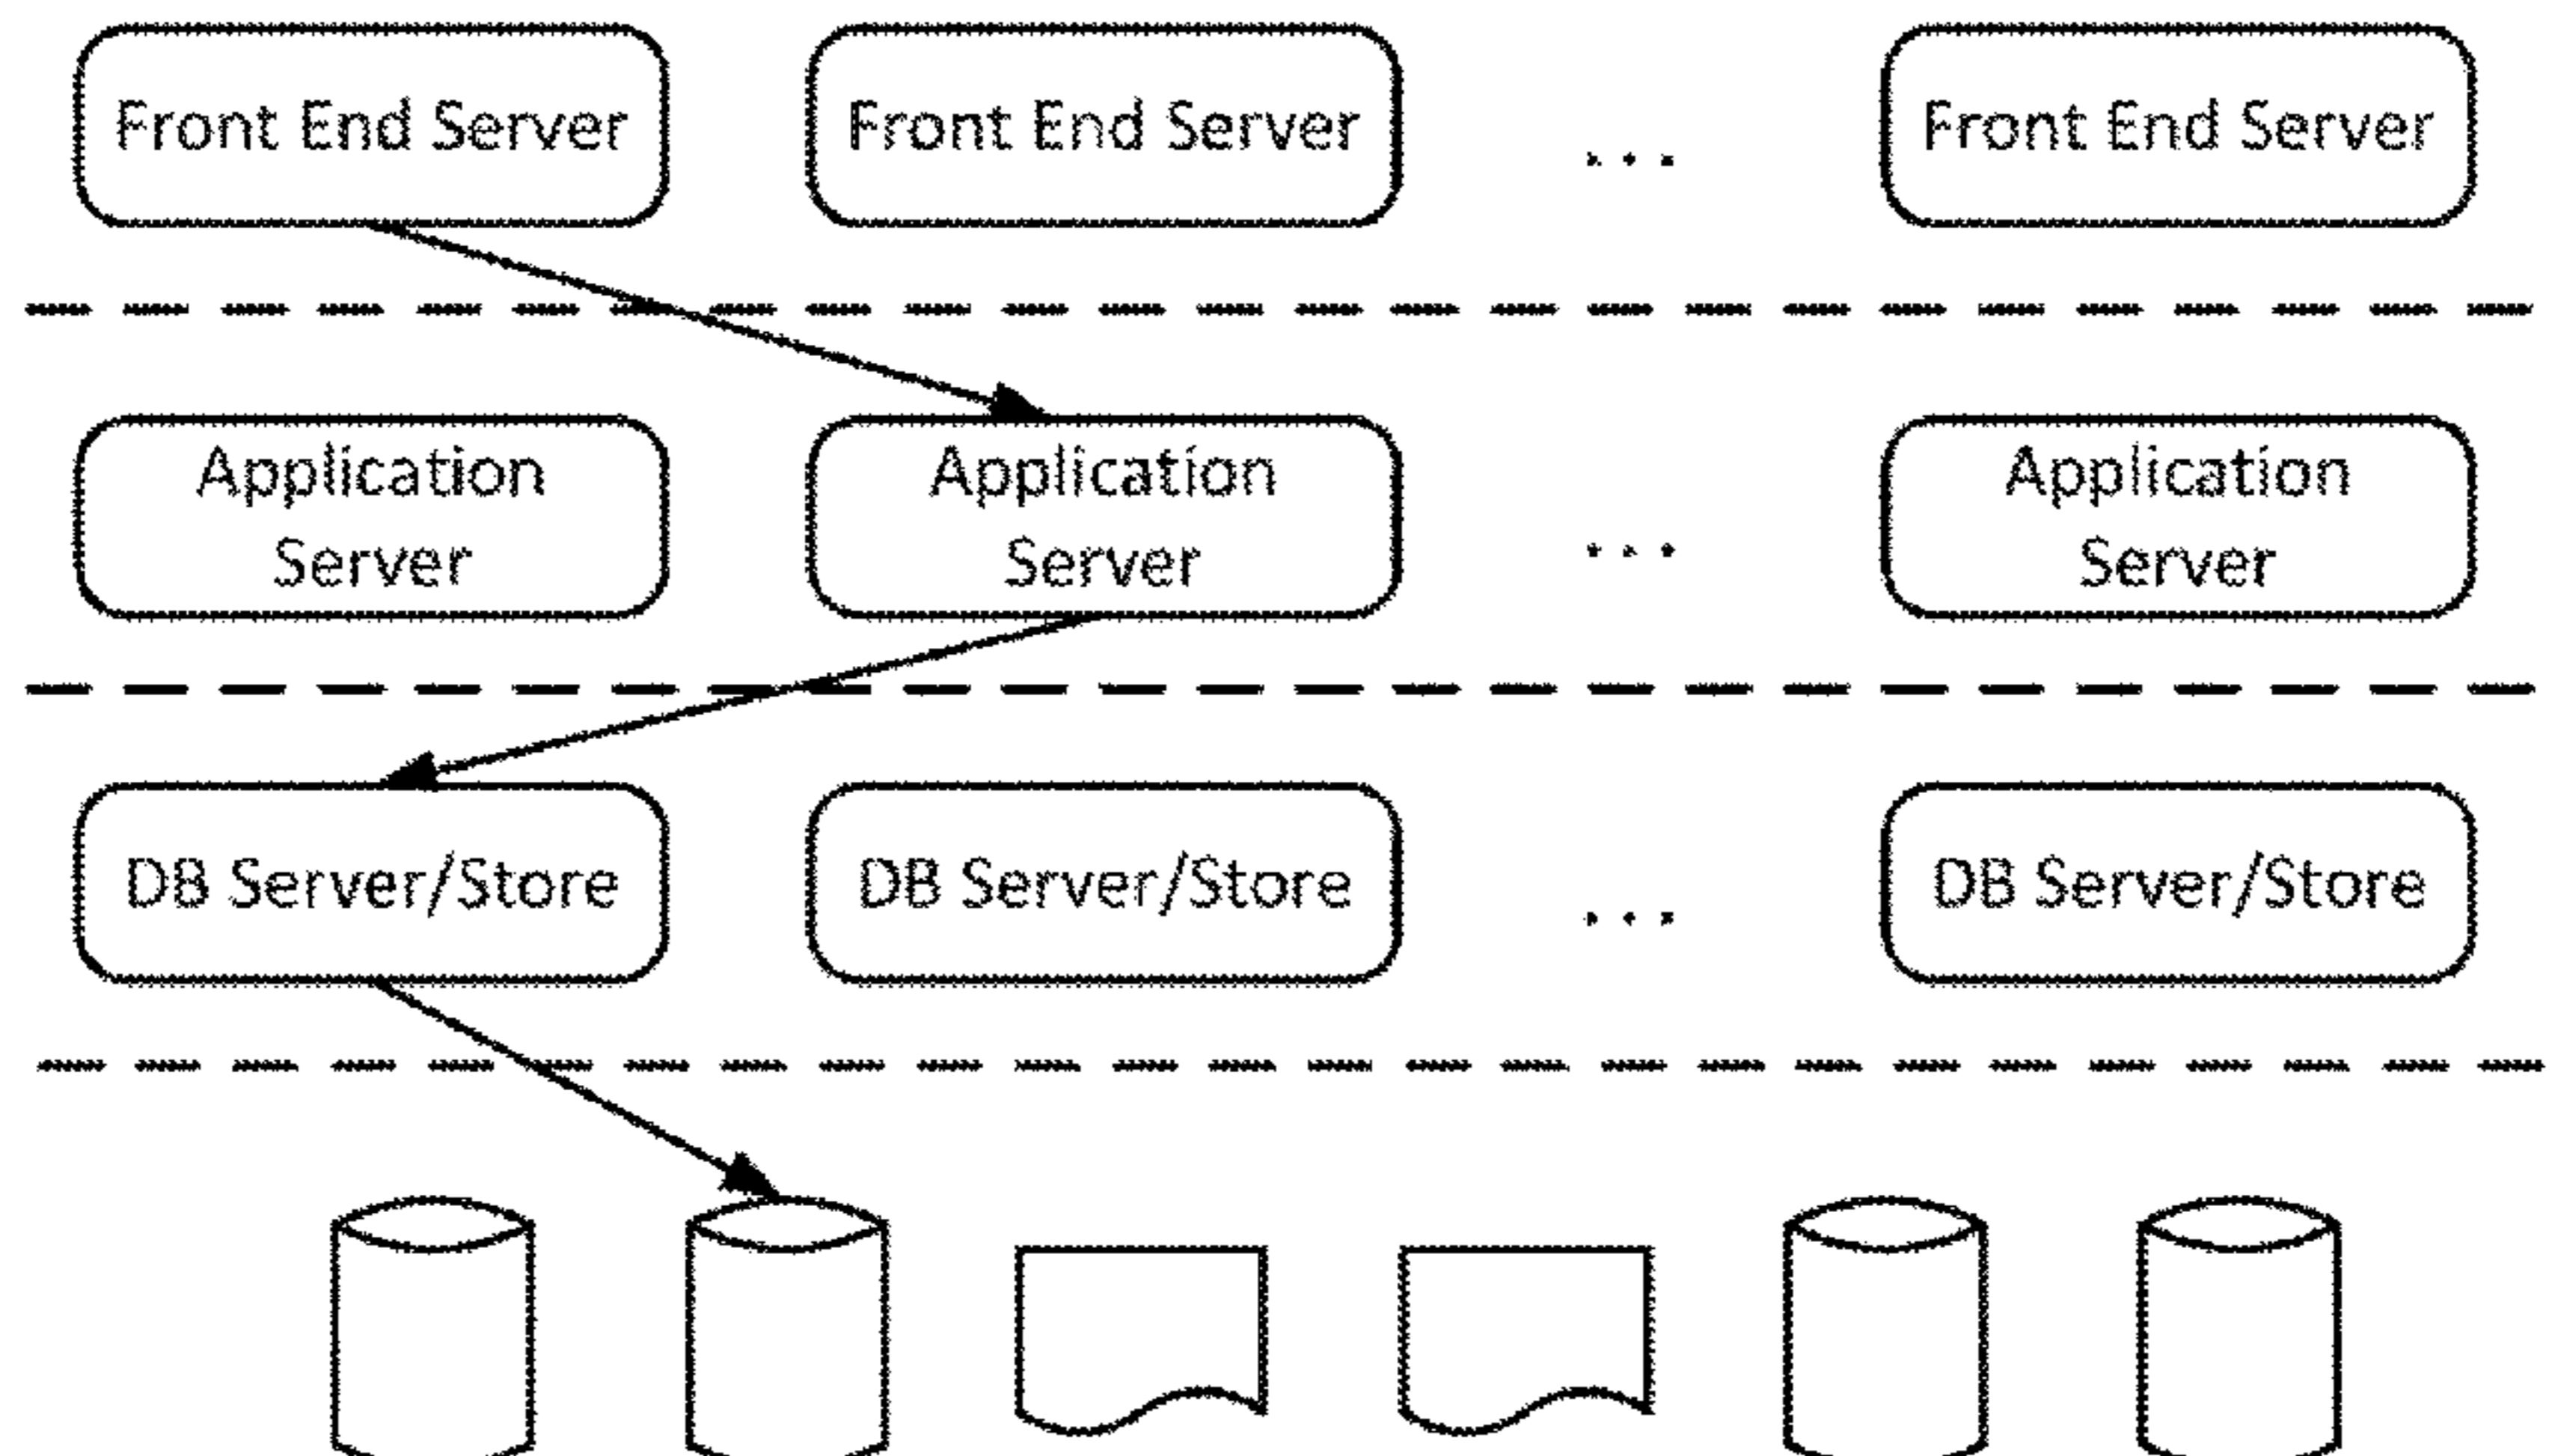 Front End Server
Front End Server
...
Front End Server
Application
Server
Application
Server
...
Application
Server
DB Server/Store
DB Server/Store
...
DB Server/Store